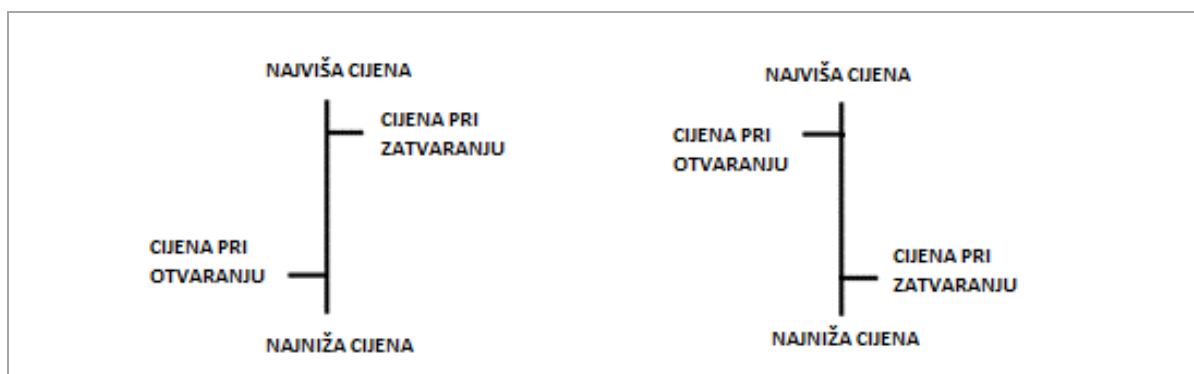 NAJVIŠA CIJENA
CIJENA PRI
ZATVARANJU
CIJENA PRI
OTVARANJU
NAJNIŽA CIJENA
NAJVIŠA CIJENA
CIJENA PRI
OTVARANJU
CIJENA PRI
ZATVARANJU
NAJNIŽA CIJENA